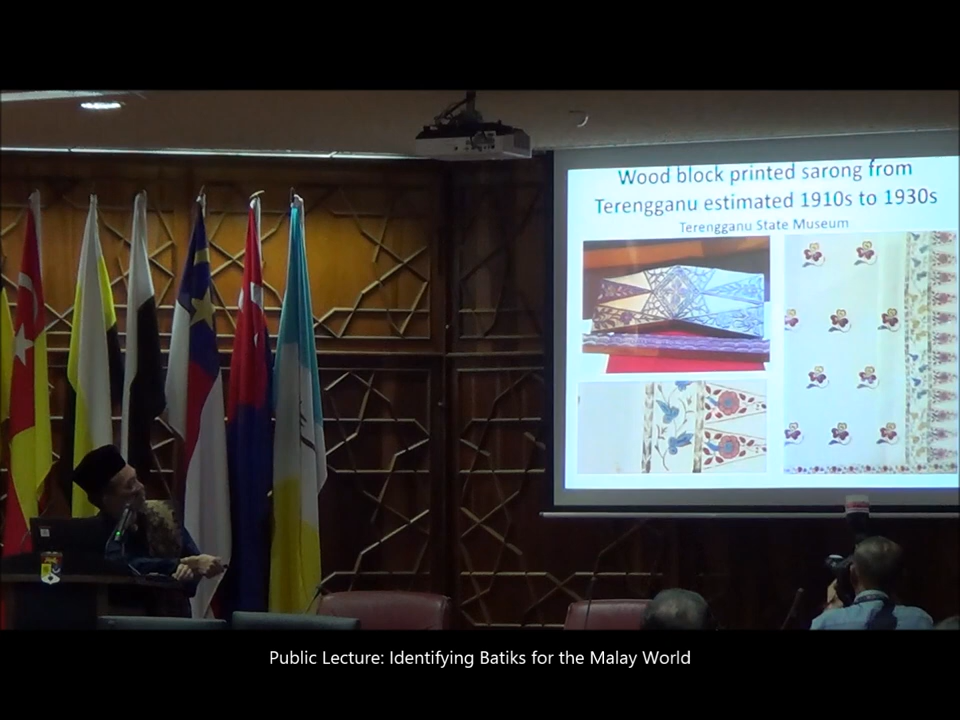 Wood block printed sarong from
Terengganu estimated 1910s to 1930s
Terengganu State Museum
Public Lecture: Identifying Batiks for the Malay World